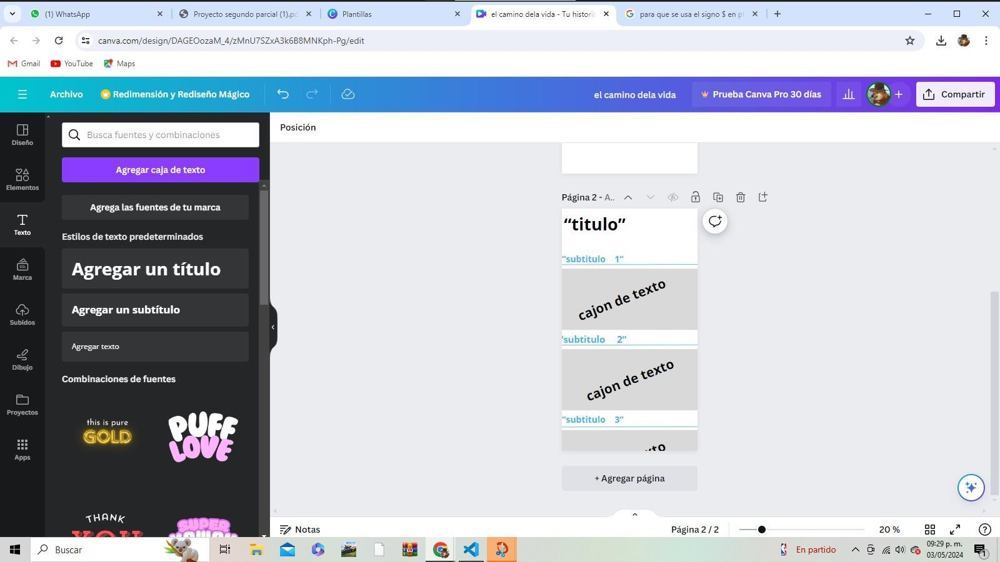 (1) WhatsApp
Proyecto segundo parcial (1).pd
Plantillas
el camino dela vida - Tu historia
para que se usa el signo $ en p
canva.com/design/DAGEOozaM_4/zMnU7SZxA3k6B8MNKph-Pg/edit
Gmail
YouTube
Maps
Archivo
Redimensión y Rediseño Mágico
el camino dela vida
Prueba Canva Pro 30 días
Compartir
Diseño
Elementos
Texto
Marca
Subidos
Dibujo
Proyectos
Apps
Busca fuentes y combinaciones
Agregar caja de texto
Agrega las fuentes de tu marca
Estilos de texto predeterminados
Agregar un título
Agregar un subtítulo
Agregar texto
Combinaciones de fuentes
this is pure
GOLD
PUFF
LOVE
THANK
YOU
SUPER
Posición
Página 2 - A..
“titulo”
“subtitulo 1“
cajon de texto
‘subtitulo 2“
cajon de texto
“subtitulo 3“
+ Agregar página
Notas
Página 2 / 2
20 %
Buscar
En partido
09:29 p. m.
03/05/2024
1